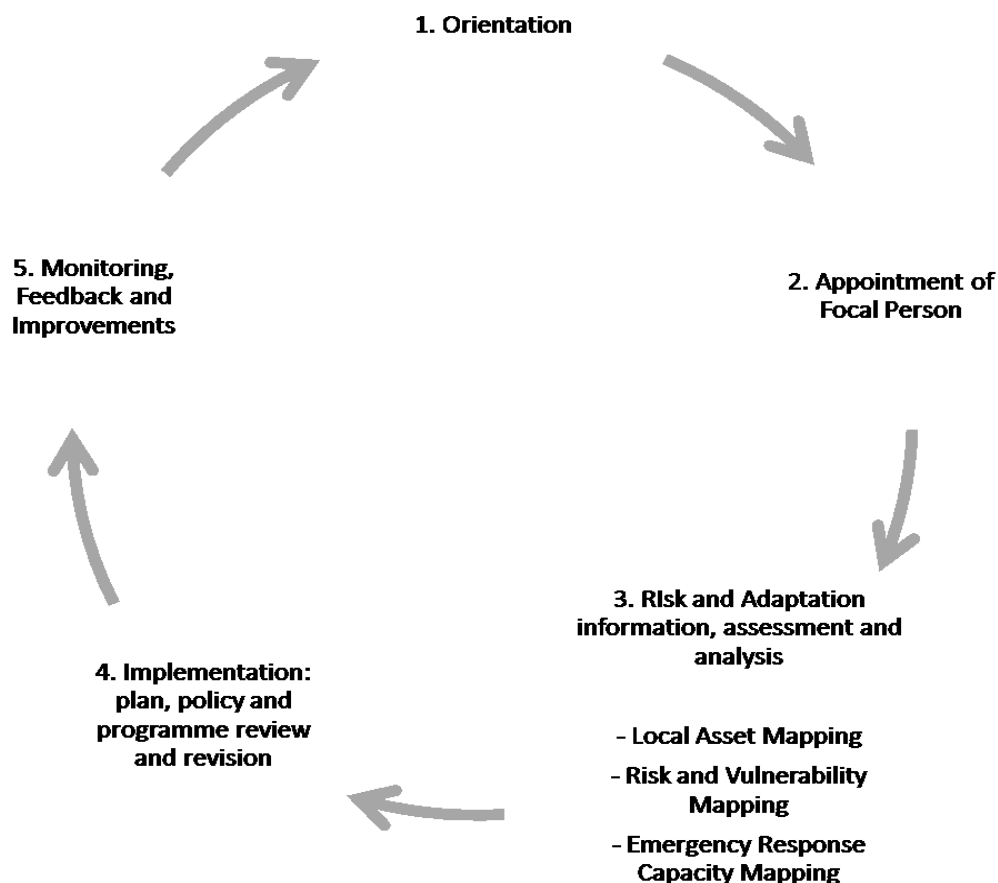 1. Orientation
2. Appointment of
Focal Person
3. RIsk and Adaptation
information, assessment and
analysis
- Local Asset Mapping
- Risk and Vulnerability
Mapping
- Emergency Response
Capacity Mapping
4. Implementation:
plan, policy and
programme review
and revision
5. Monitoring,
Feedback and
Improvements